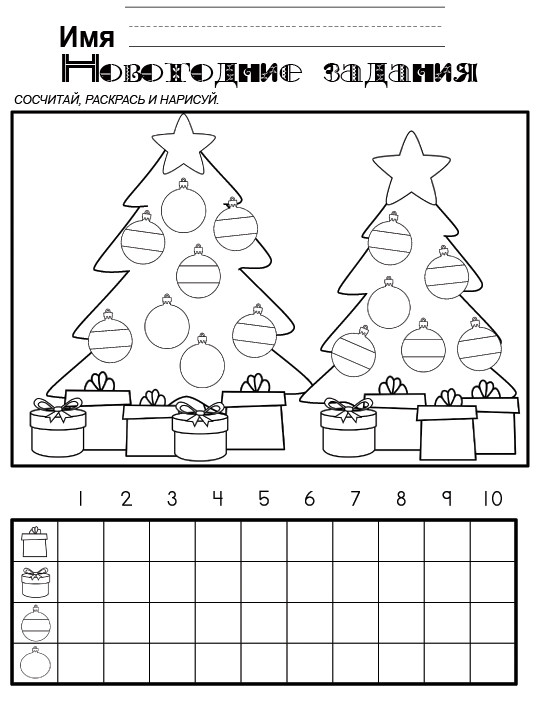 Имя
Новогодние задания
СОСЧИТАЙ, РАСКРАСЬ И НАРИСУЙ.
1 2 3 4 5 6 7 8 9 10